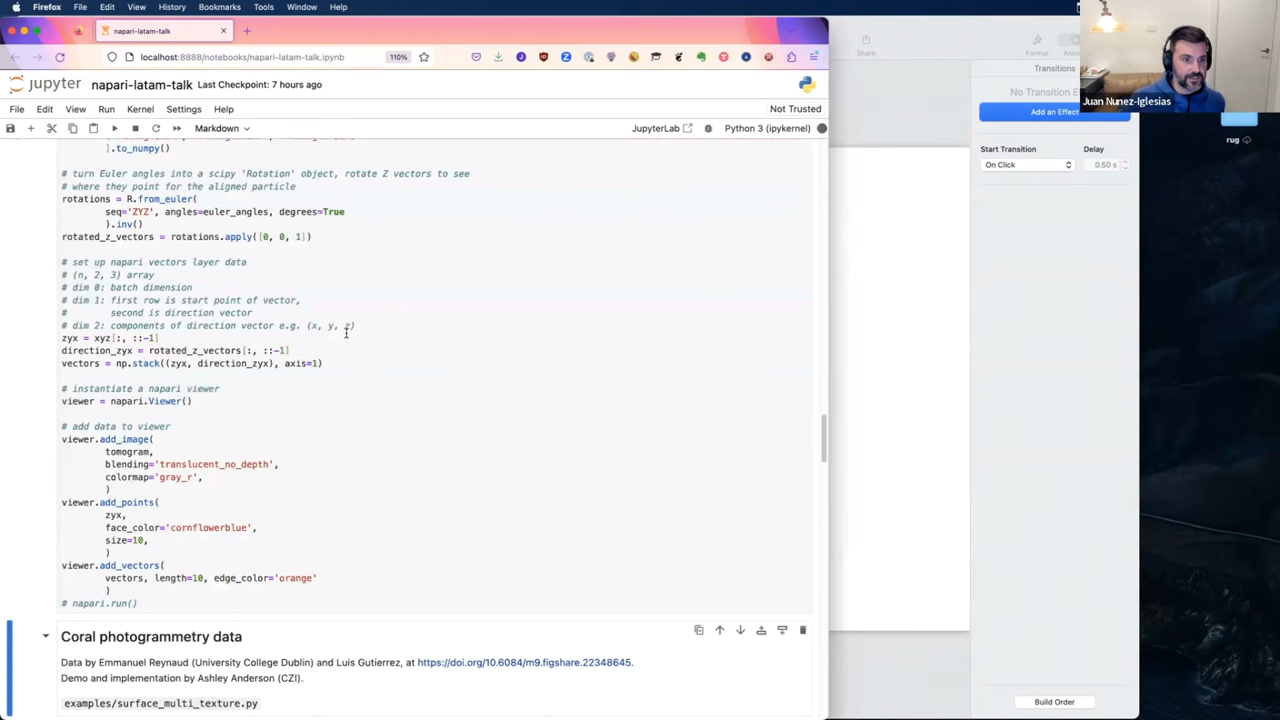 Firefox File Edit View History Bookmarks Tools Window Help
napari-latam-talk
localhost:8888/notebooks/napari-latam-talk.ipynb 110%
jupyter napari-latam-talk Last Checkpoint: 7 hours ago
File Edit View Run Kernel Settings Help Not Trusted
Markdown JupyterLab Python 3 (ipykernel)
].to_numpy()
# turn Euler angles into a scipy 'Rotation' object, rotate Z vectors to see
# where they point for the aligned particle
rotations = R.from_euler(
seq='ZYZ', angles=euler_angles, degrees=True
).inv()
rotated_z_vectors = rotations.apply([0, 0, 1])
# set up napari vectors layer data
# (n, 2, 3) array
# dim 0: batch dimension
# dim 1: first row is start point of vector,
# second is direction vector
# dim 2: components of direction vector e.g. (x, y, z)
zyx = xyz[:, ::-1]
direction_zyx = rotated_z_vectors[:, ::-1]
vectors = np.stack((zyx, direction_zyx), axis=1)
# instantiate a napari viewer
viewer = napari.Viewer()
# add data to viewer
viewer.add_image(
tomogram,
blending='translucent_no_depth',
colormap='gray_r',
)
viewer.add_points(
zyx,
face_color='cornflowerblue',
size=10,
)
viewer.add_vectors(
vectors, length=10, edge_color='orange'
)
# napari.run()
Coral photogrammetry data
Data by Emmanuel Reynaud (University College Dublin) and Luis Gutierrez, at https://doi.org/10.6084/m9.figshare.22348645.
Demo and implementation by Ashley Anderson (CZI).
examples/surface_multi_texture.py
Share
Format
Transitions
No Transition E
Add an Effect
Start Transition Delay
On Click 0.50 s
Build Order
Juan Nunez-Iglesias
rug